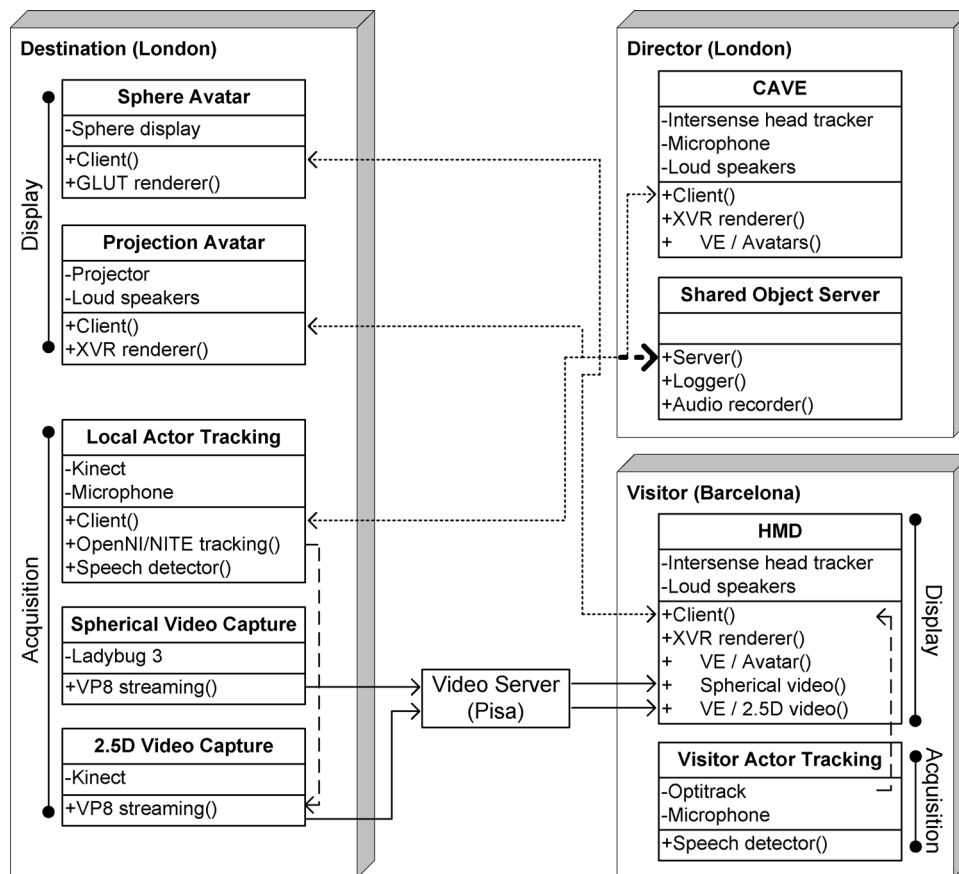 Destination (London)
Display
Sphere Avatar
-Sphere display
+Client()
+GLUT renderer()
Projection Avatar
-Projector
-Loud speakers
+Client()
+XVR renderer()
Acquisition
Local Actor Tracking
-Kinect
-Microphone
+Client()
+OpenNI/NITE tracking()
+Speech detector()
Spherical Video Capture
-Ladybug 3
+VP8 streaming()
2.5D Video Capture
-Kinect
+VP8 streaming()
Video Server
(Pisa)
Director (London)
CAVE
-Intersense head tracker
-Microphone
-Loud speakers
+Client()
+XVR renderer()
+ VE / Avatars()
Shared Object Server
+Server()
+Logger()
+Audio recorder()
Visitor (Barcelona)
HMD
-Intersense head tracker
-Loud speakers
+Client()
+XVR renderer()
+ VE / Avatar()
+ Spherical video()
+ VE / 2.5D video()
Display
Visitor Actor Tracking
-Optitrack
-Microphone
+Speech detector()
Acquisition